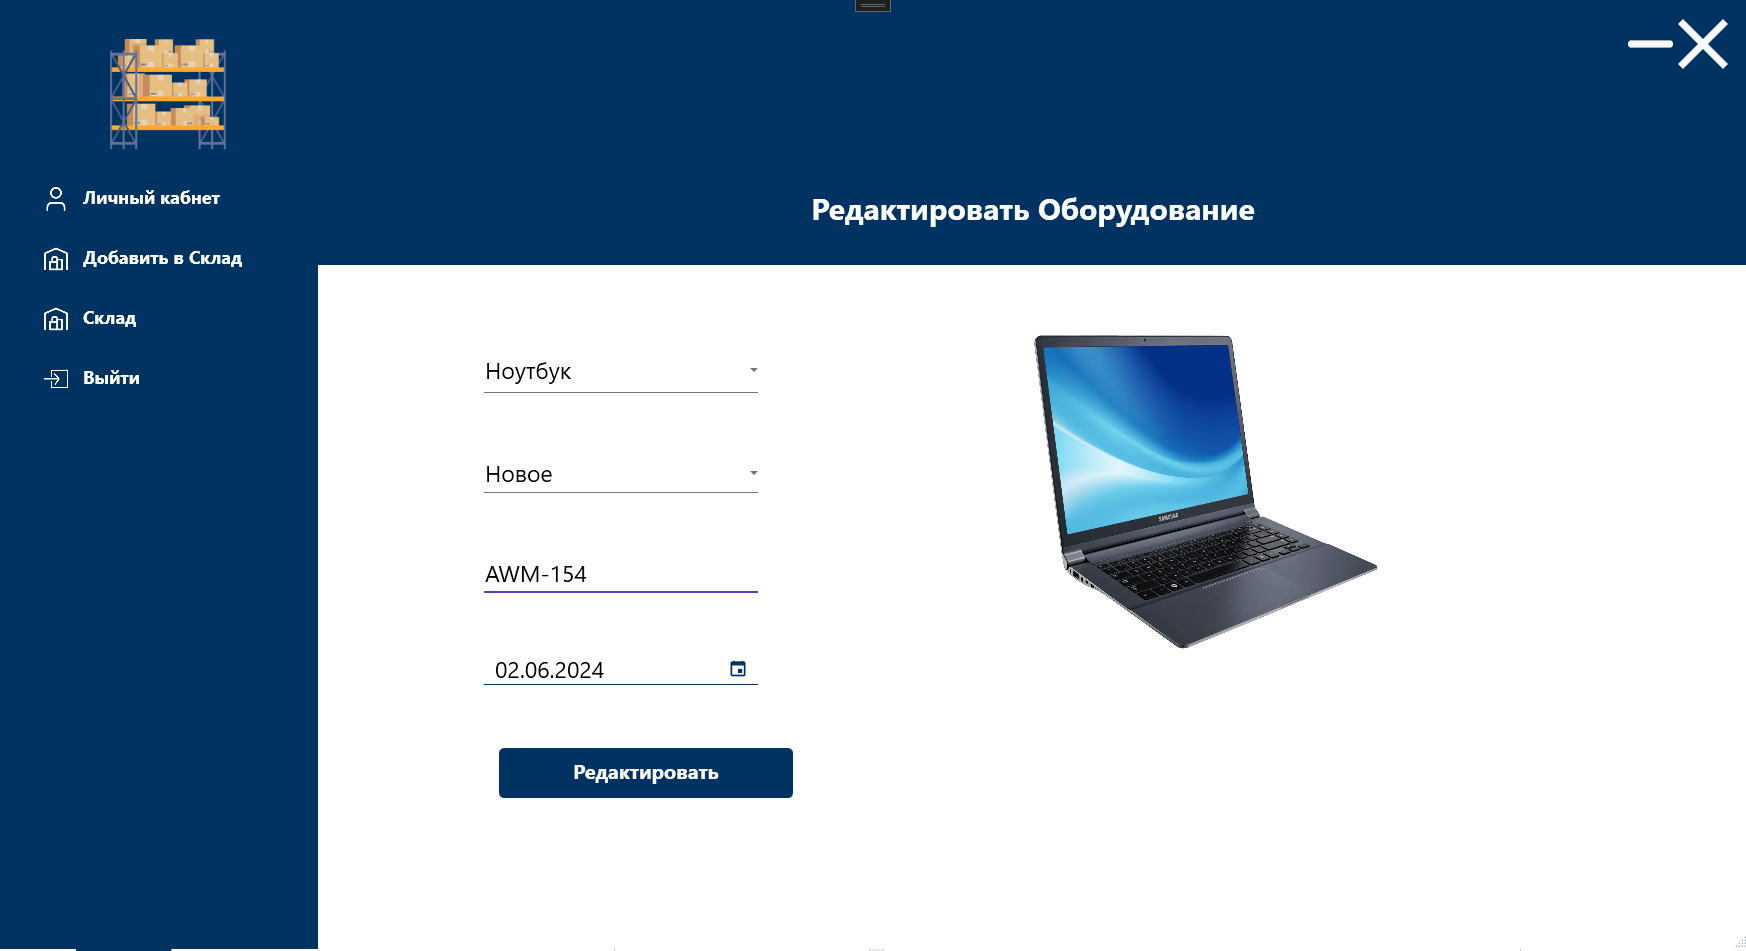 Личный кабнет
Добавить в Склад
Склад
Выйти
Редактировать Оборудование
Ноутбук
Новое
AWM-154
02.06.2024
Редактировать